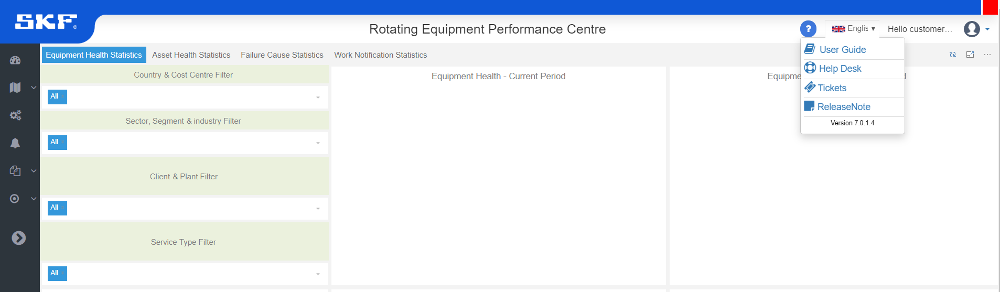 SKF®
Rotating Equipment Performance Centre
?
Englis
Hello customer...
Equipment Health Statistics
Asset Health Statistics
Failure Cause Statistics
Work Notification Statistics
User Guide
Help Desk
Tickets
ReleaseNote
Version 7.0.1.4
Country & Cost Centre Filter
All
Sector, Segment & industry Filter
All
Client & Plant Filter
All
Service Type Filter
All
Equipment Health - Current Period
Equipme
d